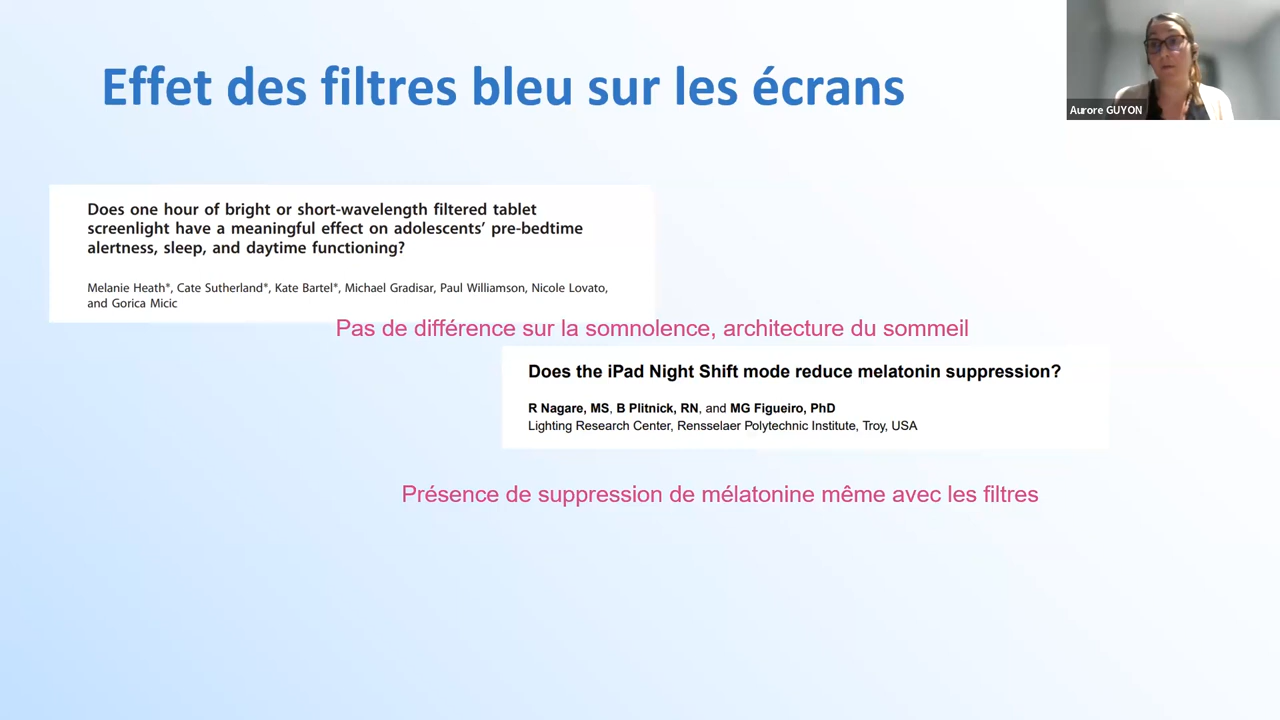 Effet des filtres bleu sur les écrans
Aurore GUYON
Does one hour of bright or short-wavelength filtered tablet
screenlight have a meaningful effect on adolescents' pre-bedtime
alertness, sleep, and daytime functioning?
Melanie Heath*, Cate Sutherland*, Kate Bartel*, Michael Gradisar, Paul Williamson, Nicole Lovato,
and Gorica Micic
Pas de différence sur la somnolence, architecture du sommeil
Does the iPad Night Shift mode reduce melatonin suppression?
R Nagare, MS, B Plitnick, RN, and MG Figueiro, PhD
Lighting Research Center, Rensselaer Polytechnic Institute, Troy, USA
Présence de suppression de mélatonine même avec les filtres